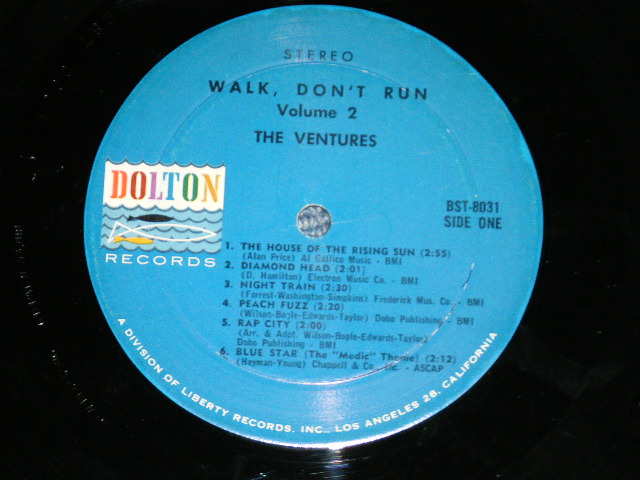 STEREO
WALK, DON'T RUN
Volume 2
THE VENTURES
DOLTON
RECORDS
BST-8031
SIDE ONE
1. THE HOUSE OF THE RISING SUN (2:55)
(Alan Price) Al Gallico Music - BMI
2. DIAMOND HEAD (2:01)
(D. Hamilton) Electron Music Co. - BMI
3. NIGHT TRAIN (2:30)
(Forrest-Washington-Simpkins) Frederick Mus. Co. - BMI
4. PEACH FUZZ (2:20)
(Wilson-Bogle-Edwards-Taylor) Dobo Publishing - BMI
5. RAP CITY (2:00)
(Arr. & Adpt. Wilson-Bogle-Edwards-Taylor)
Dobo Publishing - BMI
6. BLUE STAR (The "Medic" Theme) (2:12)
(Heyman-Young) Chappell & Co., Inc. - ASCAP
A DIVISION OF LIBERTY RECORDS, INC., LOS ANGELES 28, CALIFORNIA